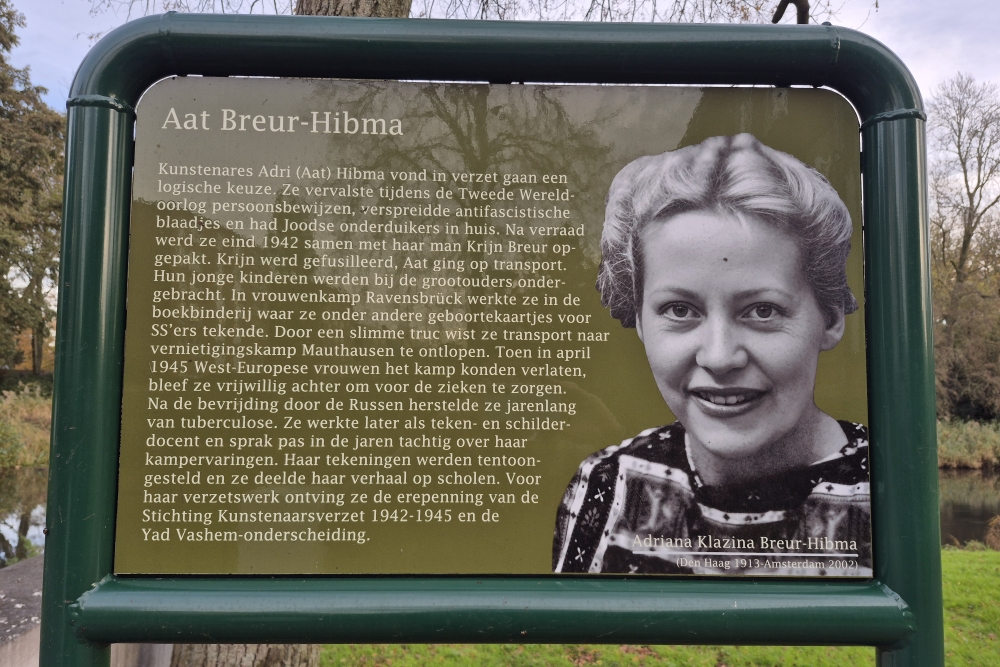 Aat Breur-Hibma
Kunstenares Adri (Aat) Hibma vond in verzet gaan een
logische keuze. Ze vervalste tijdens de Tweede Wereld-
oorlog persoonsbewijzen, verspreidde antifascistische
blaadjes en had Joodse onderduikers in huis. Na verraad
werd ze eind 1942 samen met haar man Krijn Breur op-
gepakt. Krijn werd gefusilleerd, Aat ging op transport.
Hun jonge kinderen werden bij de grootouders onder-
gebracht. In vrouwenkamp Ravensbrück werkte ze in de
boekbinderij waar ze onder andere geboortekaartjes voor
SS'ers tekende. Door een slimme truc wist ze transport naar
vernietigingskamp Mauthausen te ontlopen. Toen in april
1945 West-Europese vrouwen het kamp konden verlaten,
bleef ze vrijwillig achter om voor de zieken te zorgen.
Na de bevrijding door de Russen herstelde ze jarenlang
van tuberculose. Ze werkte later als teken- en schilder-
docent en sprak pas in de jaren tachtig over haar
kampervaringen. Haar tekeningen werden tentoon-
gesteld en ze deelde haar verhaal op scholen. Voor
haar verzetswerk ontving ze de erepenning van de
Stichting Kunstenaarsverzet 1942-1945 en de
Yad Vashem-onderscheiding.
Adriana Klazina Breur-Hibma
(Den Haag 1913-Amsterdam 2002)